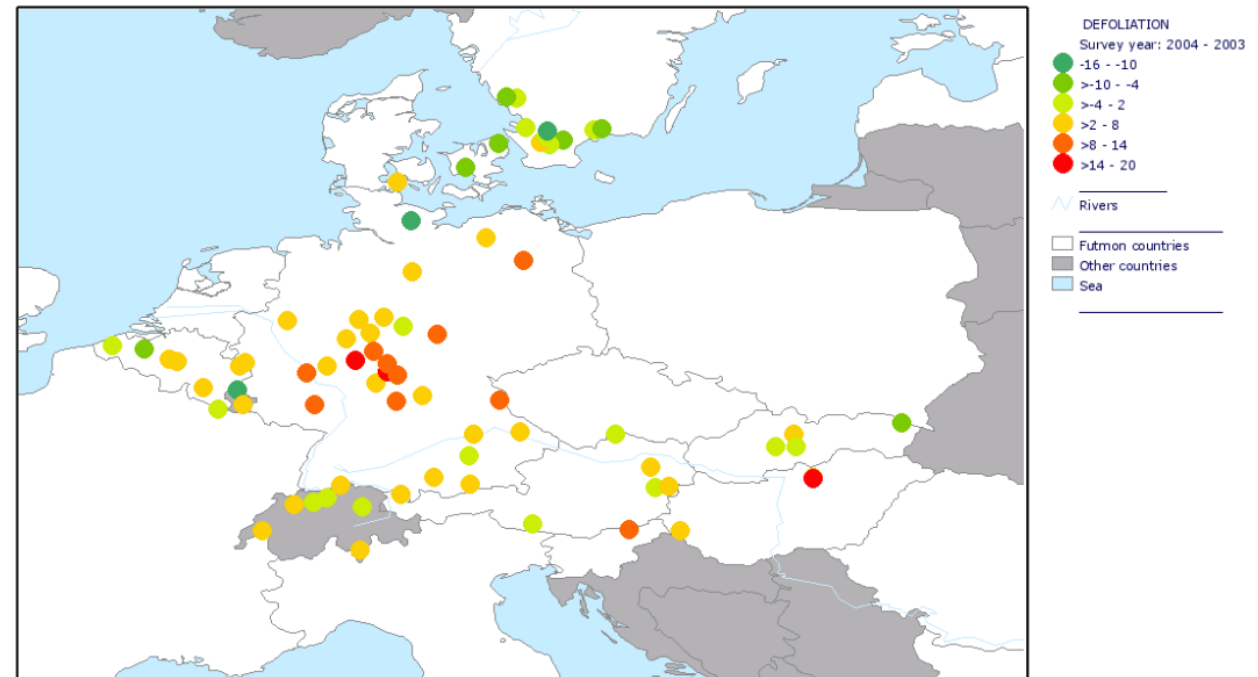 DEFOLIATION
Survey year: 2004 - 2003
-16 - -10
>-10 - -4
>-4 - 2
>2 - 8
>8 - 14
>14 - 20
Rivers
Futmon countries
Other countries
Sea